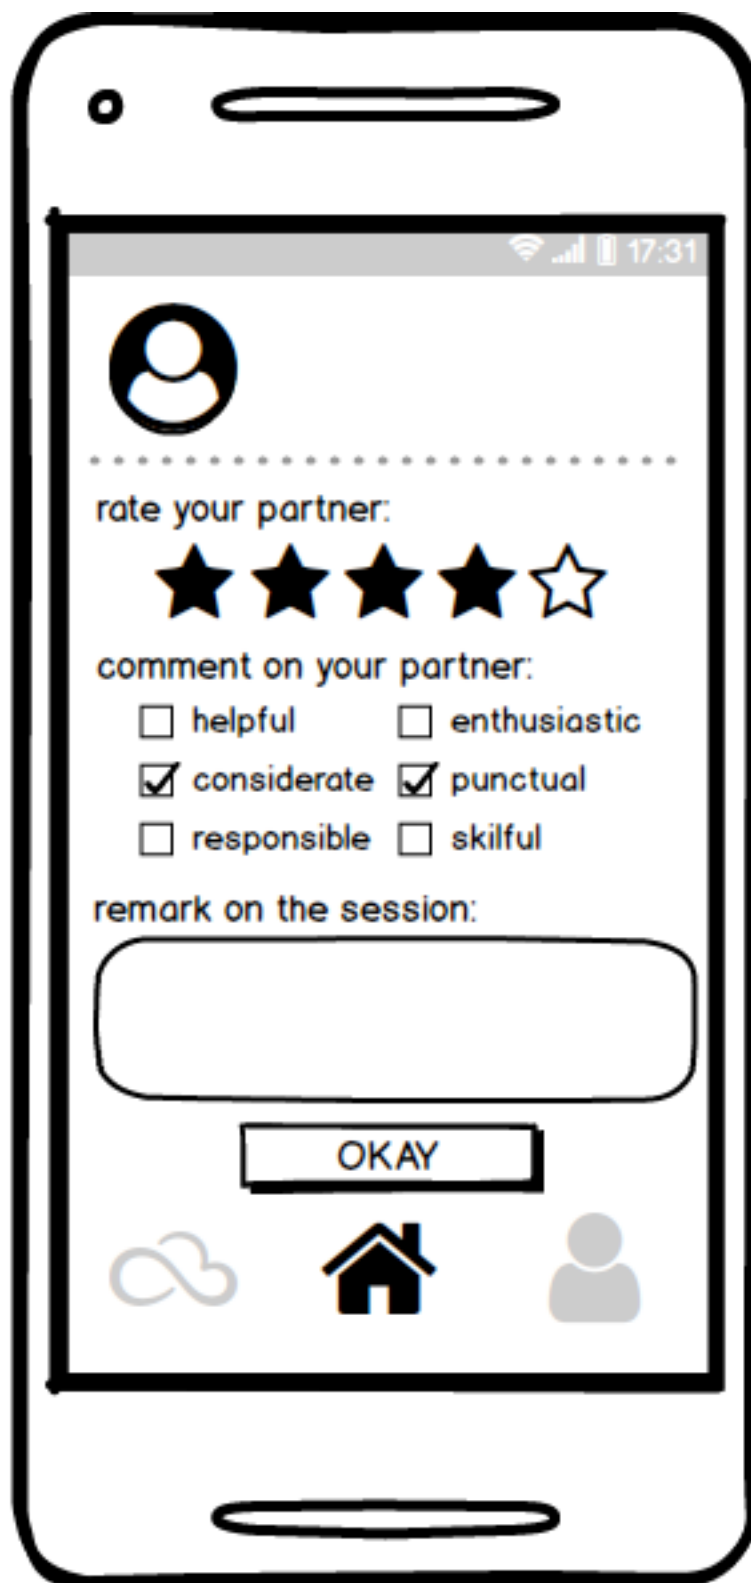 17:31
rate your partner:
comment on your partner:
helpful enthusiastic
considerate punctual
responsible skilful
remark on the session:
OKAY